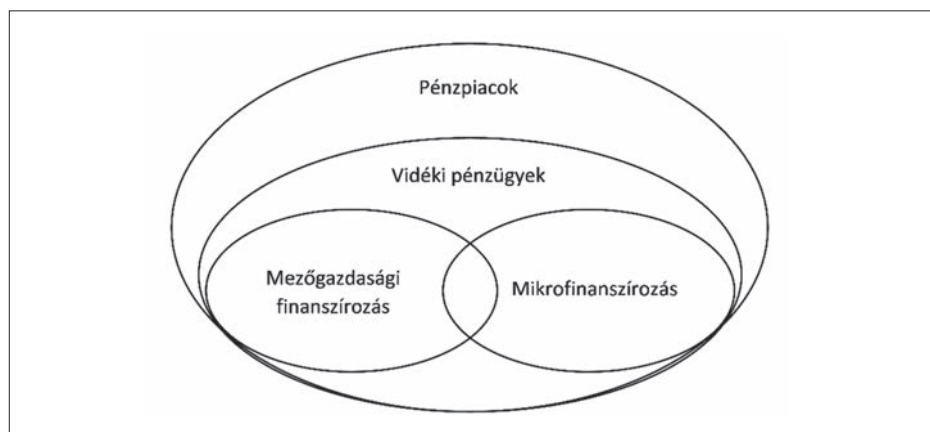 Pénzpiacok
Vidéki pénzügyek
Mezőgazdasági
finanszírozás
Mikrofinanszírozás